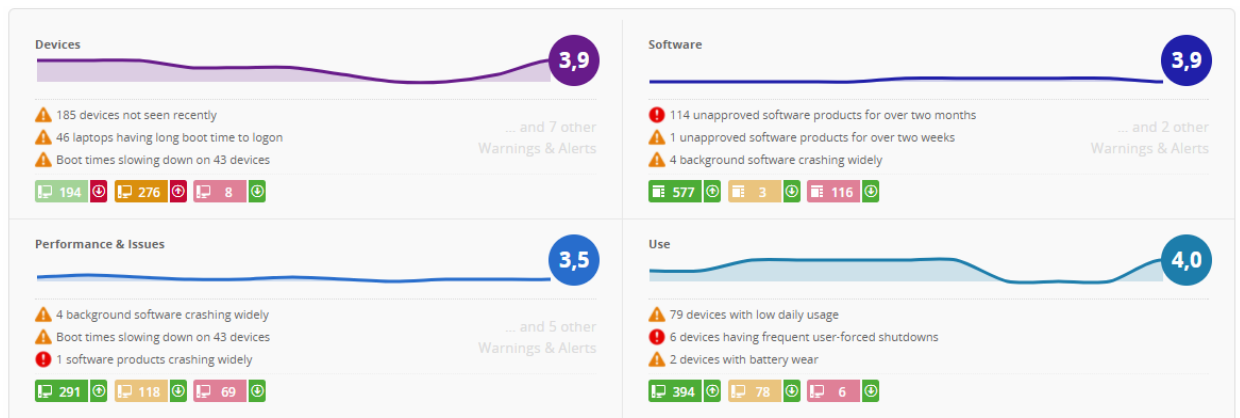 Devices
3,9
185 devices not seen recently
46 laptops having long boot time to logon
Boot times slowing down on 43 devices
... and 7 other
Warnings & Alerts
194 276 8
Software
3,9
114 unapproved software products for over two months
1 unapproved software products for over two weeks
4 background software crashing widely
... and 2 other
Warnings & Alerts
577 3 116
Performance & Issues
3,5
4 background software crashing widely
Boot times slowing down on 43 devices
1 software products crashing widely
... and 5 other
Warnings & Alerts
291 118 69
Use
4,0
79 devices with low daily usage
6 devices having frequent user-forced shutdowns
2 devices with battery wear
394 78 6